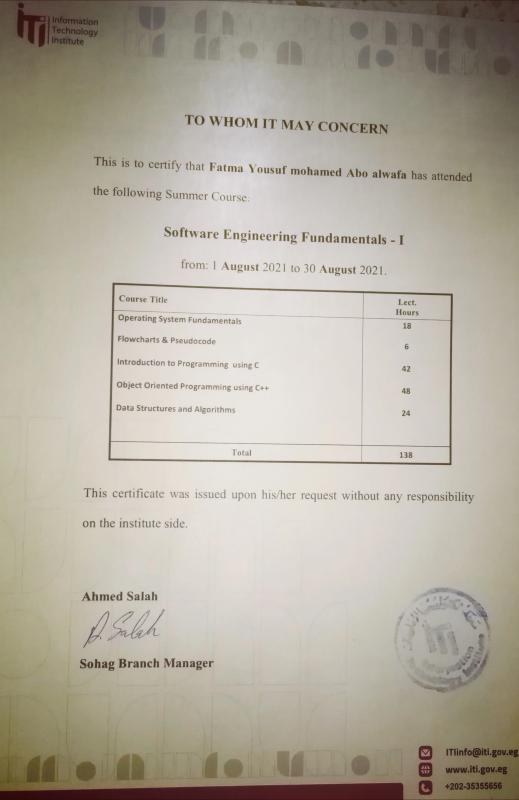 iTi
Information
Technology
Institute
TO WHOM IT MAY CONCERN
This is to certify that Fatma Yousuf mohamed Abo alwafa has attended
the following Summer Course:
Software Engineering Fundamentals - I
from: 1 August 2021 to 30 August 2021.
Course Title Lect. Hours
Operating System Fundamentals 18
Flowcharts & Pseudocode 6
Introduction to Programming using C 42
Object Oriented Programming using C++ 48
Data Structures and Algorithms 24
Total 138
This certificate was issued upon his/her request without any responsibility
on the institute side.
Ahmed Salah
A. Salah
Sohag Branch Manager
iTi
ITIinfo@iti.gov.eg
www.iti.gov.eg
+202-35355656